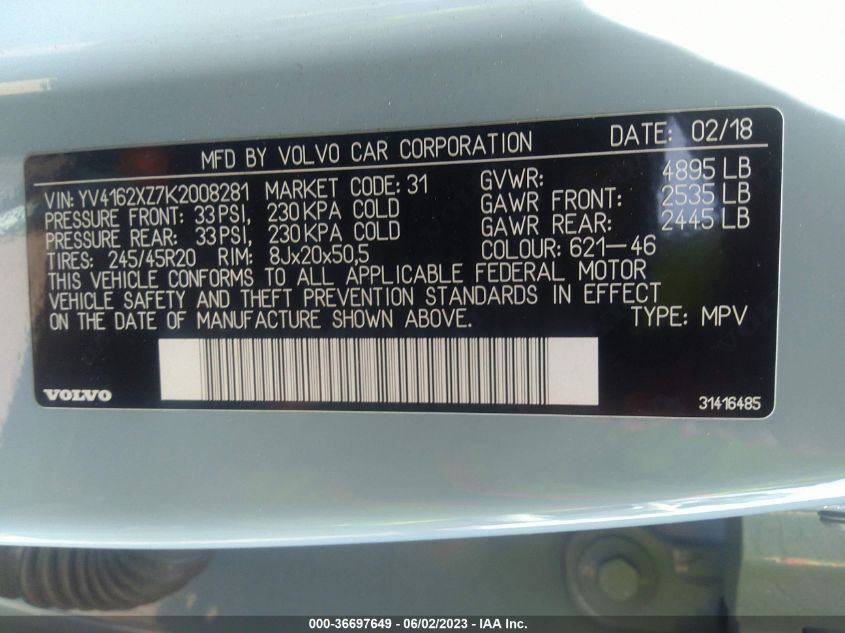 MFD BY VOLVO CAR CORPORATION DATE: 02/18
VIN: YV4162XZ7K2008281 MARKET CODE: 31 GVWR: 4895 LB
PRESSURE FRONT: 33 PSI, 230 KPA COLD GAWR FRONT: 2535 LB
PRESSURE REAR: 33 PSI, 230 KPA COLD GAWR REAR: 2445 LB
TIRES: 245/45R20 RIM: 8Jx20x50,5 COLOUR: 621-46
THIS VEHICLE CONFORMS TO ALL APPLICABLE FEDERAL MOTOR
VEHICLE SAFETY AND THEFT PREVENTION STANDARDS IN EFFECT
ON THE DATE OF MANUFACTURE SHOWN ABOVE. TYPE: MPV
VOLVO 31416485
000-36697649 - 06/02/2023 - IAA Inc.